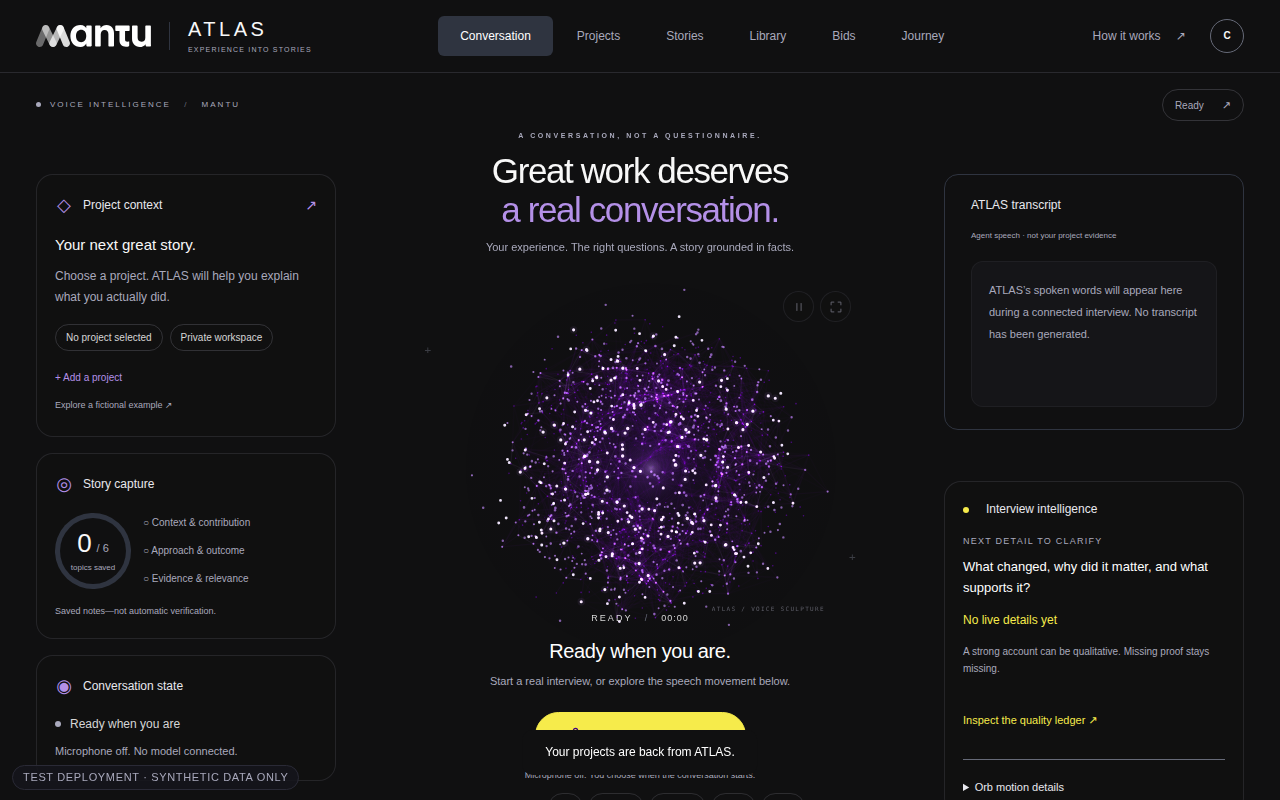 mantu
ATLAS
EXPERIENCE INTO STORIES
Conversation
Projects
Stories
Library
Bids
Journey
How it works ↗
C
VOICE INTELLIGENCE / MANTU
Ready ↗
A CONVERSATION, NOT A QUESTIONNAIRE.
Great work deserves
a real conversation.
Your experience. The right questions. A story grounded in facts.
Project context ↗
Your next great story.
Choose a project. ATLAS will help you explain
what you actually did.
No project selected
Private workspace
+ Add a project
Explore a fictional example ↗
Story capture
0 / 6
topics saved
○ Context & contribution
○ Approach & outcome
○ Evidence & relevance
Saved notes—not automatic verification.
Conversation state
Ready when you are
Microphone off. No model connected.
TEST DEPLOYMENT · SYNTHETIC DATA ONLY
ATLAS / VOICE SCULPTURE
READY / 00:00
Ready when you are.
Start a real interview, or explore the speech movement below.
Your projects are back from ATLAS.
Microphone off. You choose when the conversation starts.
ATLAS transcript
Agent speech · not your project evidence
ATLAS's spoken words will appear here
during a connected interview. No transcript
has been generated.
Interview intelligence
NEXT DETAIL TO CLARIFY
What changed, why did it matter, and what
supports it?
No live details yet
A strong account can be qualitative. Missing proof stays
missing.
Inspect the quality ledger ↗
Orb motion details